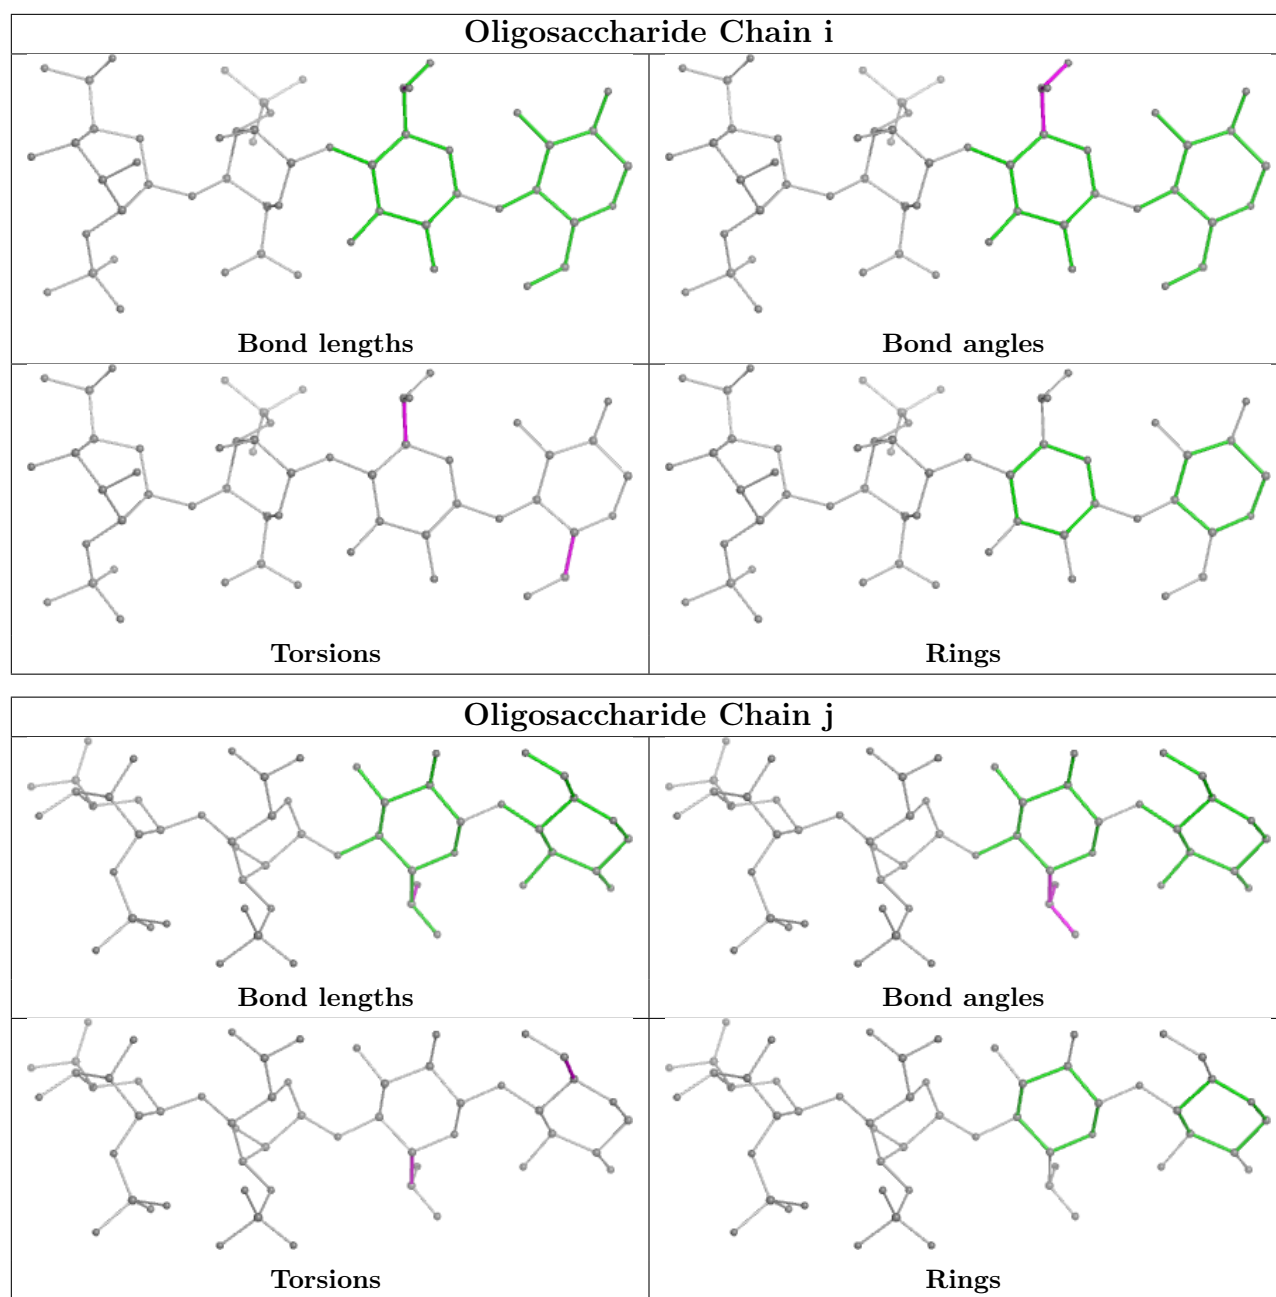 Oligosaccharide Chain i
Bond lengths
Bond angles
Torsions
Rings
Oligosaccharide Chain j
Bond lengths
Bond angles
Torsions
Rings